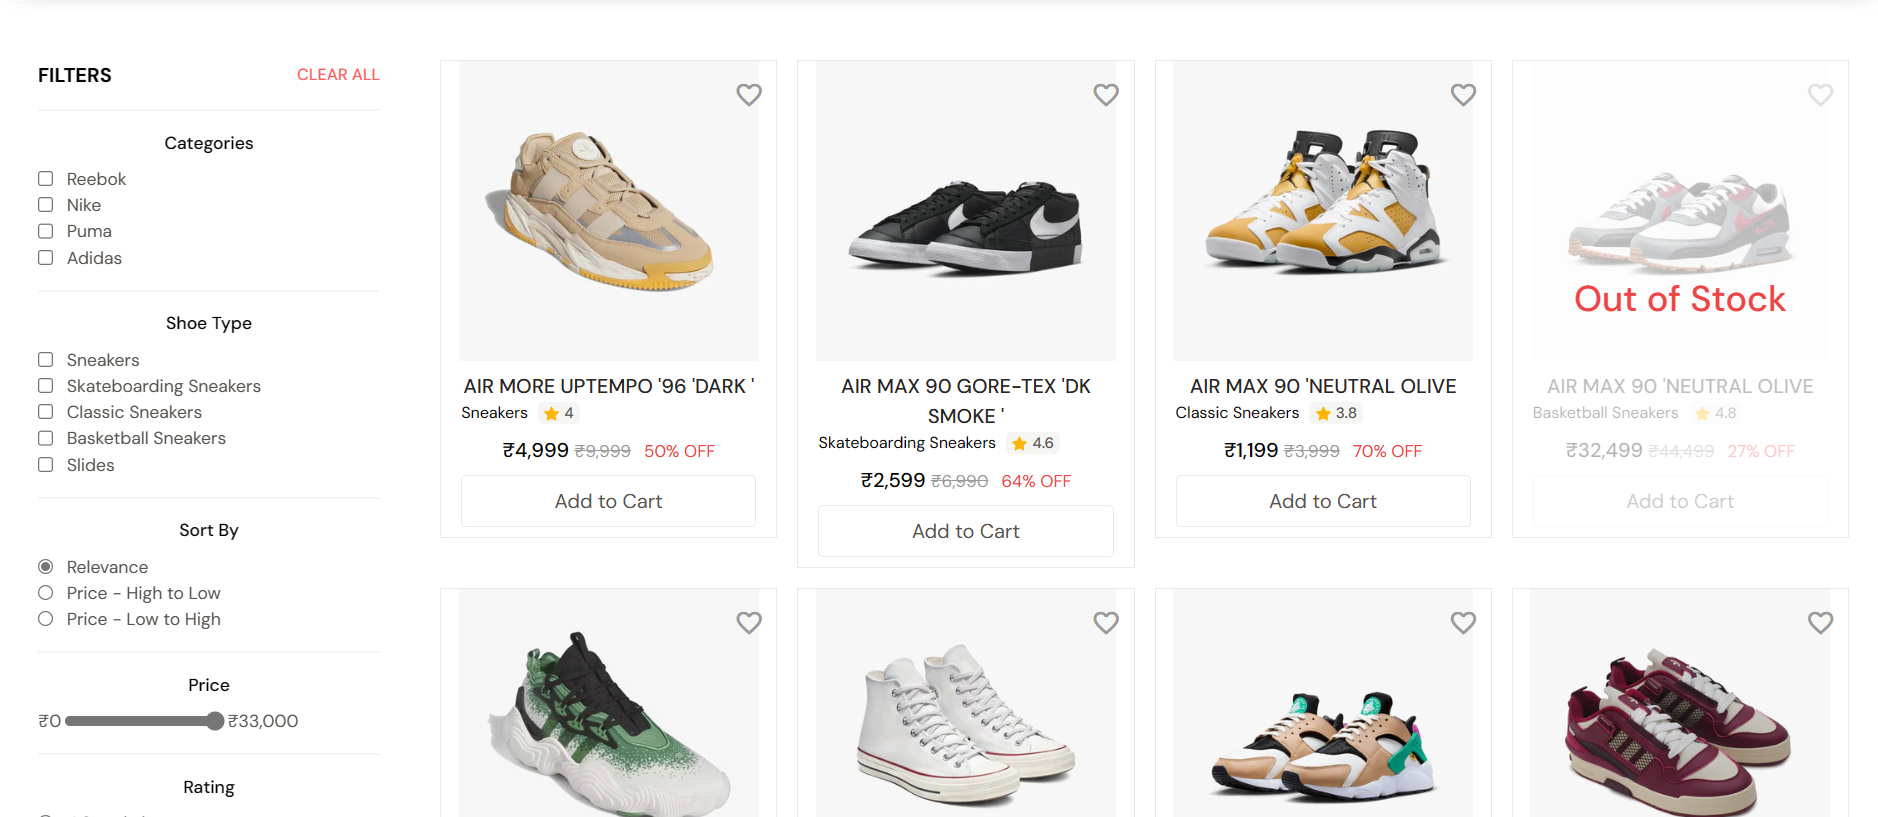 FILTERS
CLEAR ALL
Categories
Reebok
Nike
Puma
Adidas
Shoe Type
Sneakers
Skateboarding Sneakers
Classic Sneakers
Basketball Sneakers
Slides
Sort By
Relevance
Price - High to Low
Price - Low to High
Price
₹0 ₹33,000
Rating
AIR MORE UPTEMPO '96 'DARK '
Sneakers 4
₹4,999 ₹9,999 50% OFF
Add to Cart
AIR MAX 90 GORE-TEX 'DK
SMOKE '
Skateboarding Sneakers 4.6
₹2,599 ₹6,990 64% OFF
Add to Cart
AIR MAX 90 'NEUTRAL OLIVE
Classic Sneakers 3.8
₹1,199 ₹3,999 70% OFF
Add to Cart
Out of Stock
AIR MAX 90 'NEUTRAL OLIVE
Basketball Sneakers 4.8
₹32,499 ₹44,499 27% OFF
Add to Cart